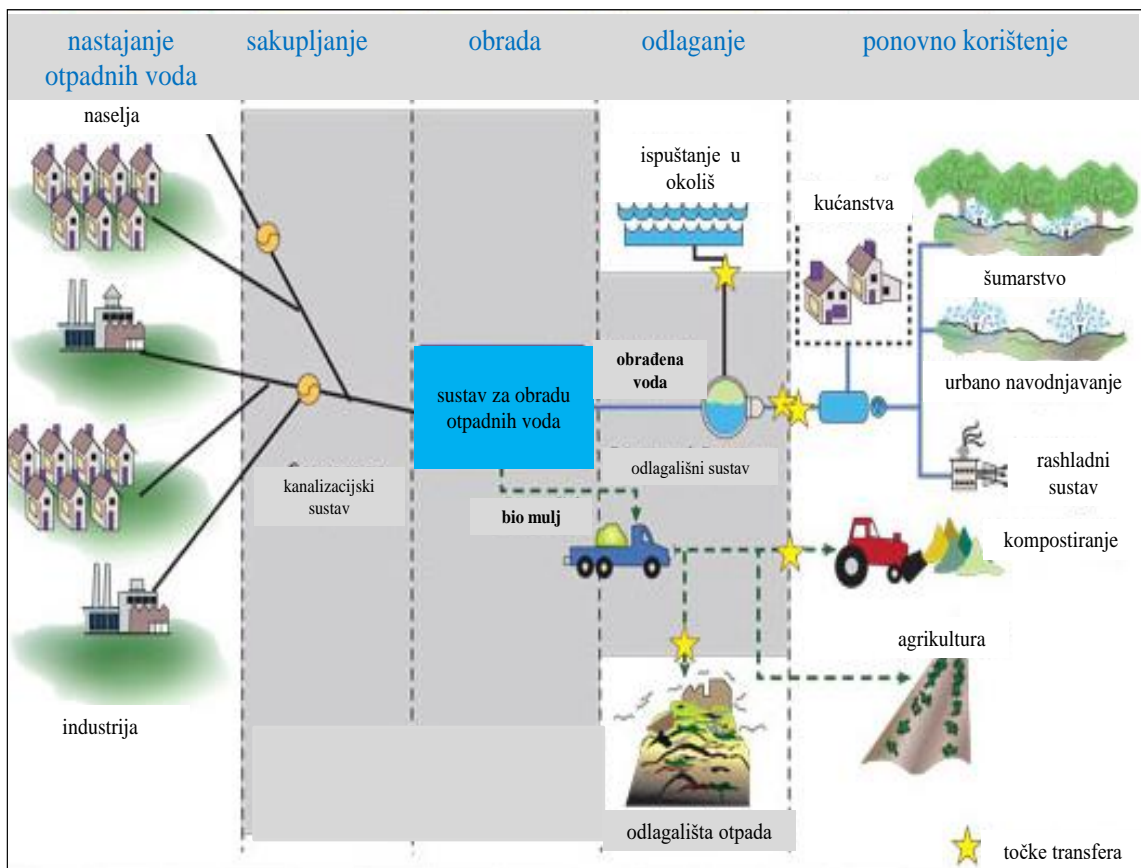 nastajanje
otpadnih voda
sakupljanje
obrada
odlaganje
ponovno korištenje
naselja
industrija
kanalizacijski
sustav
sustav za obradu
otpadnih voda
bio mulj
ispuštanje u
okoliš
obrađena
voda
odlagališni sustav
odlagališta otpada
kućanstva
šumarstvo
urbano navodnjavanje
rashladni
sustav
kompostiranje
agrikultura
točke transfera